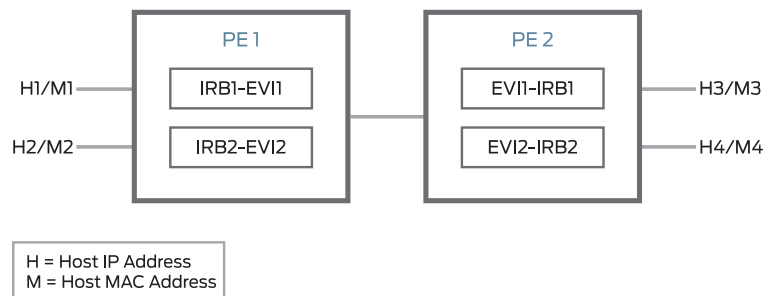 PE 1
PE 2
H1/M1
IRB1-EVI1
EVI1-IRB1
H3/M3
H2/M2
IRB2-EVI2
EVI2-IRB2
H4/M4
H = Host IP Address
M = Host MAC Address